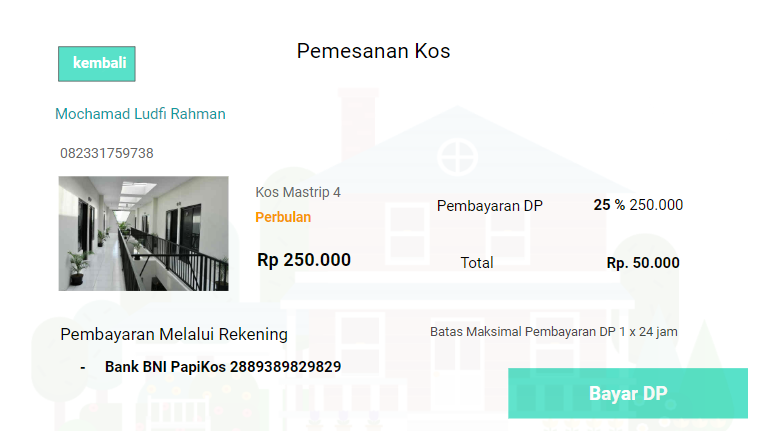 Pemesanan Kos
kembali
Mochamad Ludfi Rahman
082331759738
Kos Mastrip 4
Perbulan
Rp 250.000
Pembayaran DP
25 % 250.000
Total
Rp. 50.000
Pembayaran Melalui Rekening
- Bank BNI PapiKos 2889389829829
Batas Maksimal Pembayaran DP 1 x 24 jam
Bayar DP